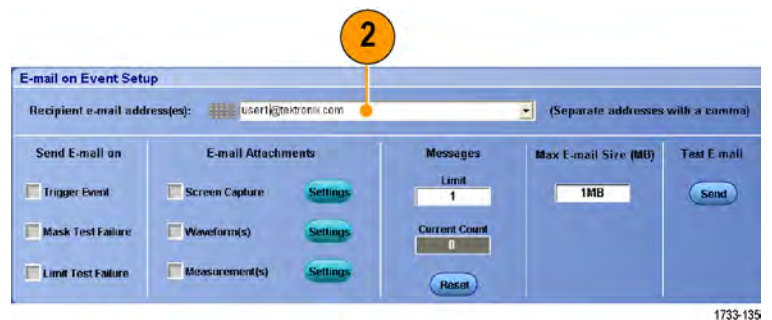 2
E-mail on Event Setup
Recipient e-mail address(es): user1@tektronix.com (Separate addresses with a comma)
Send E-mail on E-mail Attachments Messages Max E-mail Size (MB) Test E-mail
Limit
Trigger Event Screen Capture Settings 1 1MB Send
Mask Test Failure Waveform(s) Settings Current Count
0
Limit Test Failure Measurement(s) Settings Reset
1733-135